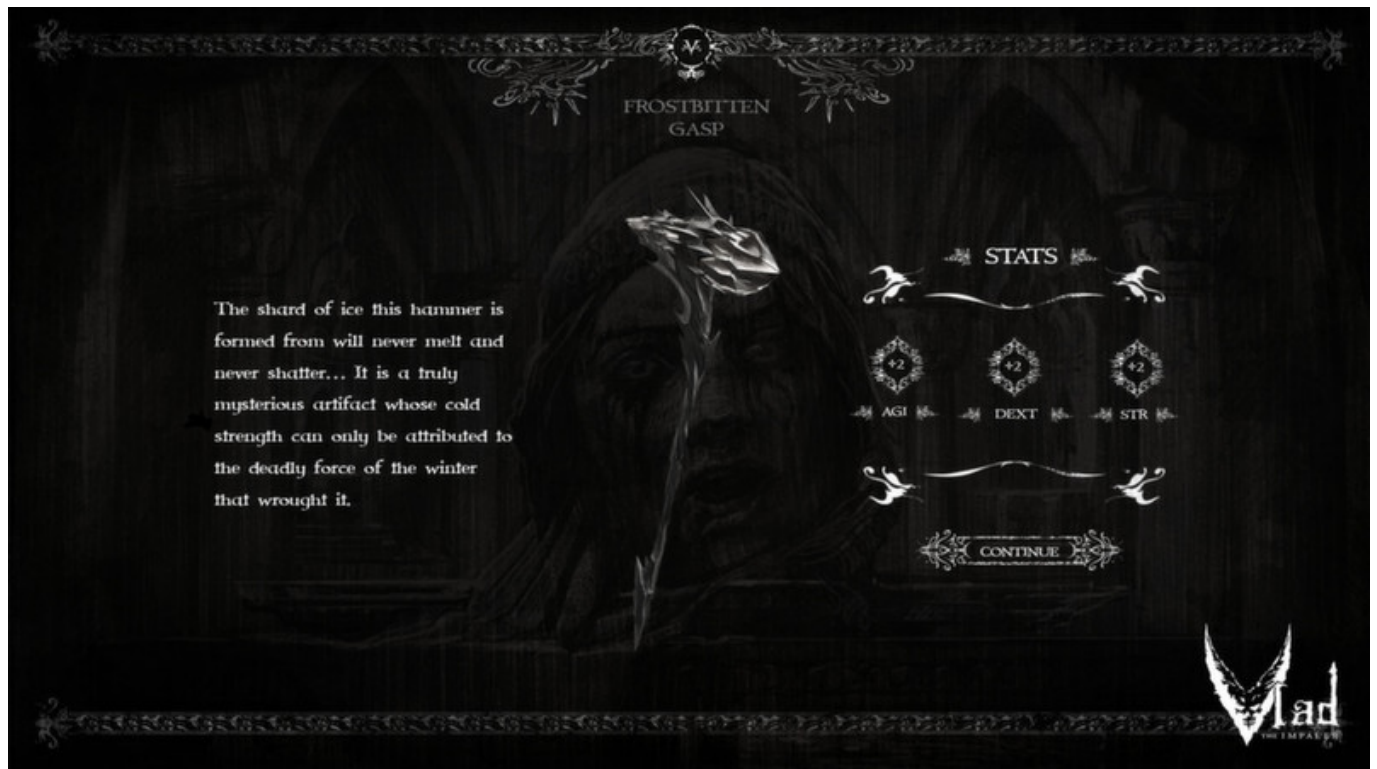 FROSTBITTEN
GASP
The shard of ice this hammer is
formed from will never melt and
never shatter... It is a truly
mysterious artifact whose cold
strength can only be attributed to
the deadly force of the winter
that wrought it.
STATS
+2 +2 +2
AGI DEXT STR
CONTINUE
Vlad
THE IMPALER